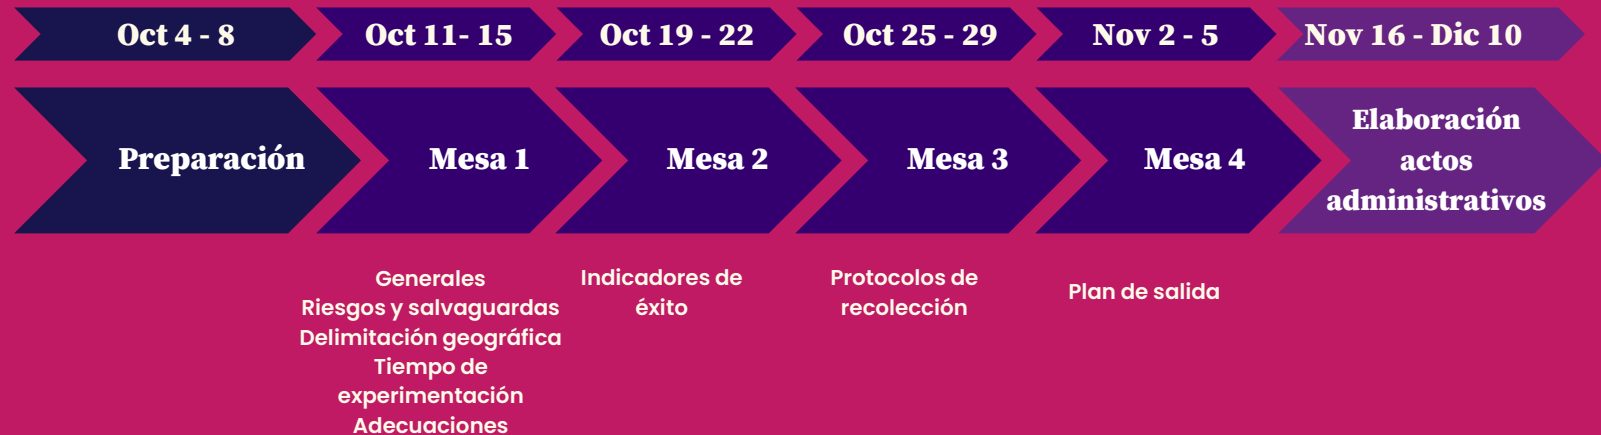 Oct 4 - 8
Oct 11- 15
Oct 19 - 22
Oct 25 - 29
Nov 2 - 5
Nov 16 - Dic 10
Preparación
Mesa 1
Mesa 2
Mesa 3
Mesa 4
Elaboración
actos
administrativos
Generales
Riesgos y salvaguardas
Delimitación geográfica
Tiempo de
experimentación
Adecuaciones
Indicadores de
éxito
Protocolos de
recolección
Plan de salida